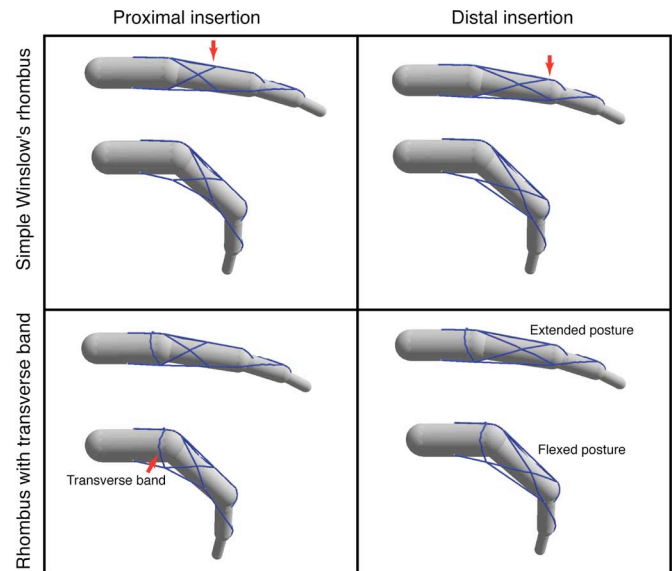 Proximal insertion
Distal insertion
Simple Winslow's rhombus
Rhombus with transverse band
Extended posture
Flexed posture
Transverse band